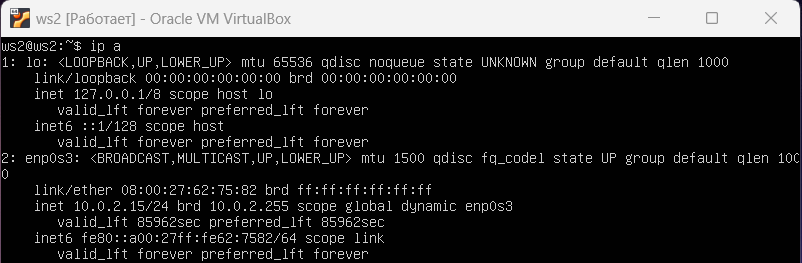 ws2 [Работает] - Oracle VM VirtualBox
ws2@ws2:~$ ip a
1: lo: <LOOPBACK,UP,LOWER_UP> mtu 65536 qdisc noqueue state UNKNOWN group default qlen 1000
    link/loopback 00:00:00:00:00:00 brd 00:00:00:00:00:00
    inet 127.0.0.1/8 scope host lo
       valid_lft forever preferred_lft forever
    inet6 ::1/128 scope host
       valid_lft forever preferred_lft forever
2: enp0s3: <BROADCAST,MULTICAST,UP,LOWER_UP> mtu 1500 qdisc fq_codel state UP group default qlen 100
0
    link/ether 08:00:27:62:75:82 brd ff:ff:ff:ff:ff:ff
    inet 10.0.2.15/24 brd 10.0.2.255 scope global dynamic enp0s3
       valid_lft 85962sec preferred_lft 85962sec
    inet6 fe80::a00:27ff:fe62:7582/64 scope link
       valid_lft forever preferred_lft forever